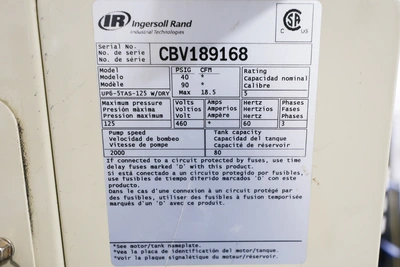 IR Ingersoll Rand
Industrial Technologies
CSA
C US
Serial No.
No. de serie
No. de série
CBV189168
Model PSIG CFM Rating
Modelo 40 * Capacidad nominal
Modèle 90 * Calibre
UP6-5TAS-125 W/DRY Max 18.5 5
Maximum pressure Volts Amps Hertz Phases
Presión máxima Voltios Amperios Hertzios Fases
Pression maximum Volts Ampère Hertz Phases
125 460 * 60 3
Pump speed Tank capacity
Velocidad de bombeo Capacidad del tanque
Vitesse de pompe Capacité de réservoir
2000 80
If connected to a circuit protected by fuses, use time
delay fuses marked 'D' with this product.
Si está conectado a un circuito protegido por fusibles,
use fusibles de tiempo diferido marcados 'D' con este
producto.
Dans le cas d'une connexion à un circuit protégé par
des fusibles, utiliser des fusibles à fusion temporisée
marqués d'un 'D' avec ce produit.
*See motor/tank nameplate.
*Vea la placa de identificación del motor/tanque.
*Voir la plaque signalétique du moteur/réservoir.